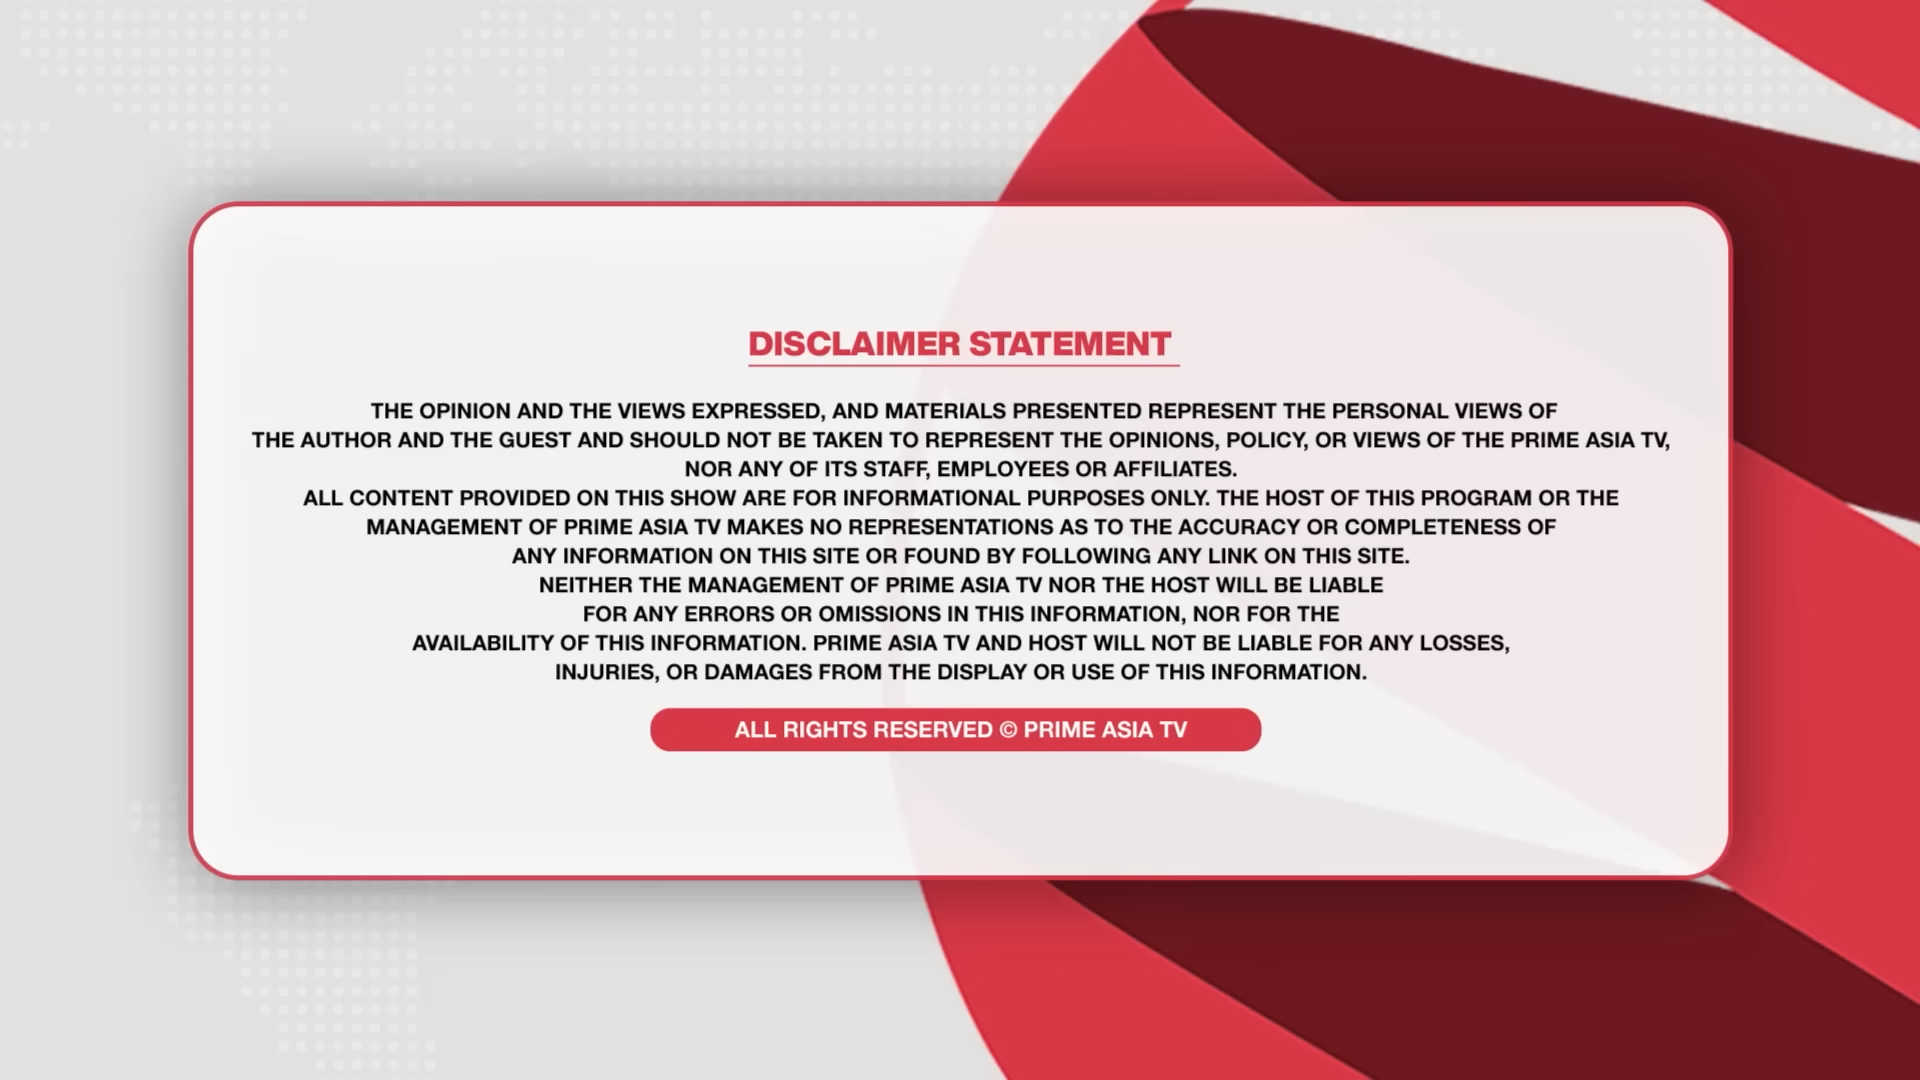 DISCLAIMER STATEMENT
THE OPINION AND THE VIEWS EXPRESSED, AND MATERIALS PRESENTED REPRESENT THE PERSONAL VIEWS OF
THE AUTHOR AND THE GUEST AND SHOULD NOT BE TAKEN TO REPRESENT THE OPINIONS, POLICY, OR VIEWS OF THE PRIME ASIA TV,
NOR ANY OF ITS STAFF, EMPLOYEES OR AFFILIATES.
ALL CONTENT PROVIDED ON THIS SHOW ARE FOR INFORMATIONAL PURPOSES ONLY. THE HOST OF THIS PROGRAM OR THE
MANAGEMENT OF PRIME ASIA TV MAKES NO REPRESENTATIONS AS TO THE ACCURACY OR COMPLETENESS OF
ANY INFORMATION ON THIS SITE OR FOUND BY FOLLOWING ANY LINK ON THIS SITE.
NEITHER THE MANAGEMENT OF PRIME ASIA TV NOR THE HOST WILL BE LIABLE
FOR ANY ERRORS OR OMISSIONS IN THIS INFORMATION, NOR FOR THE
AVAILABILITY OF THIS INFORMATION. PRIME ASIA TV AND HOST WILL NOT BE LIABLE FOR ANY LOSSES,
INJURIES, OR DAMAGES FROM THE DISPLAY OR USE OF THIS INFORMATION.
ALL RIGHTS RESERVED © PRIME ASIA TV